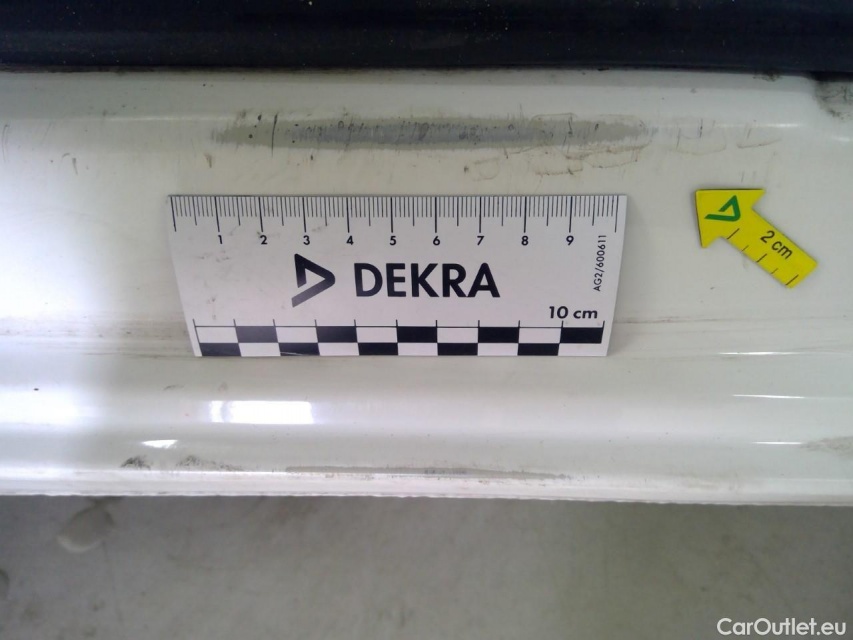 1 2 3 4 5 6 7 8 9
DEKRA
AG2/600611
10 cm
2 cm
CarOutlet.eu